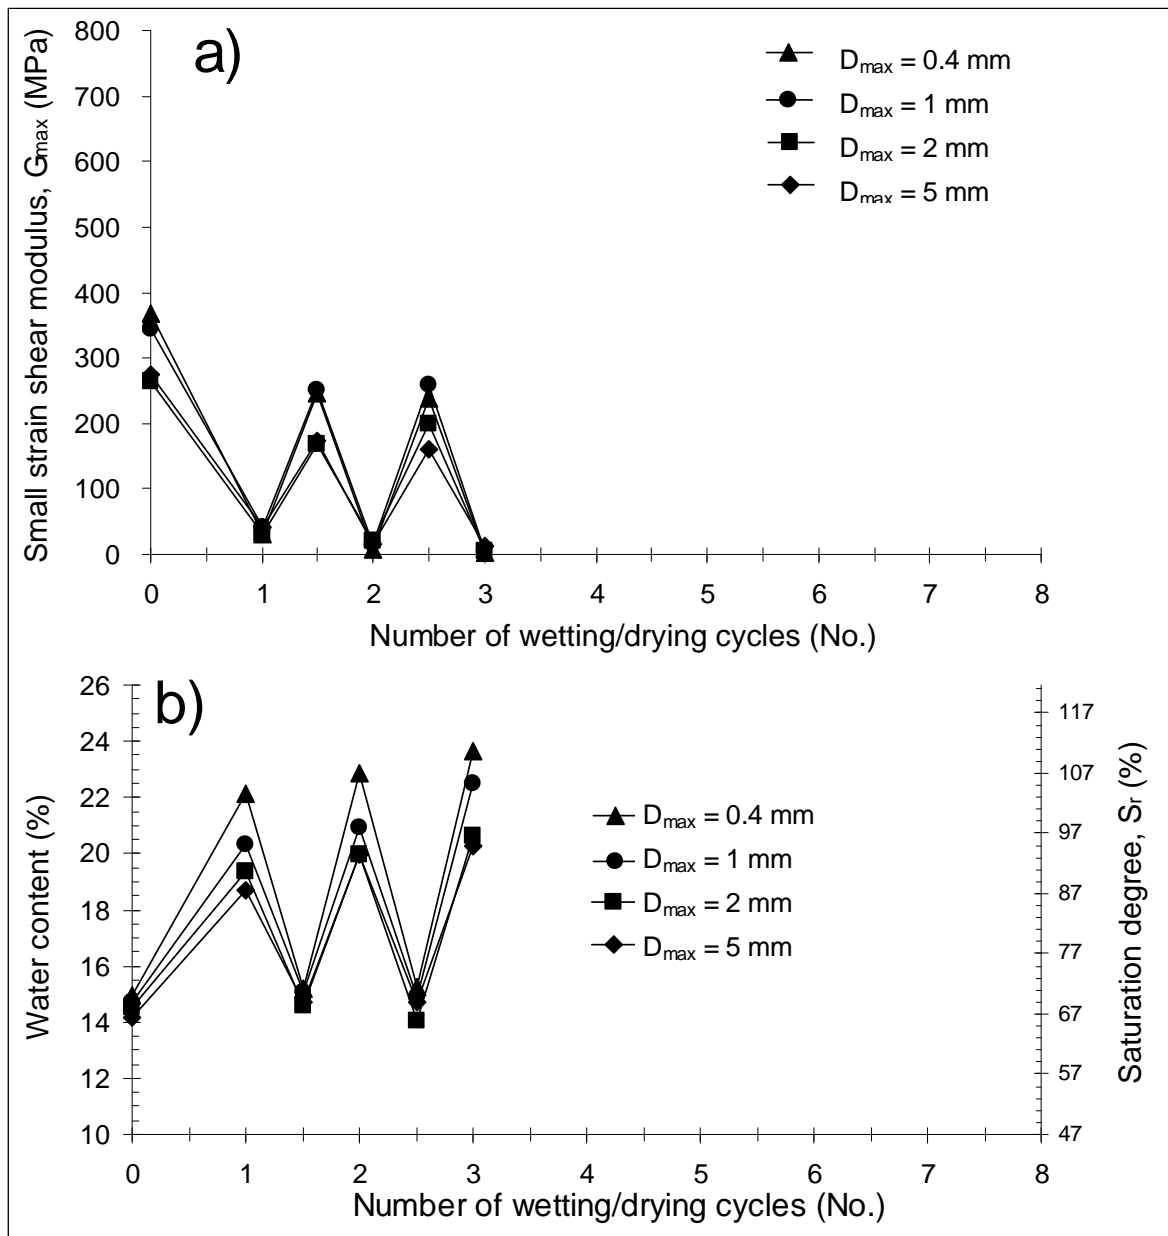 a)
Small strain shear modulus, Gmax (MPa)
800
700
600
500
400
300
200
100
0
Dmax = 0.4 mm
Dmax = 1 mm
Dmax = 2 mm
Dmax = 5 mm
0 1 2 3 4 5 6 7 8
Number of wetting/drying cycles (No.)
b)
Water content (%)
26
24
22
20
18
16
14
12
10
Dmax = 0.4 mm
Dmax = 1 mm
Dmax = 2 mm
Dmax = 5 mm
117
107
97
87
77
67
57
47
Saturation degree, Sr (%)
0 1 2 3 4 5 6 7 8
Number of wetting/drying cycles (No.)